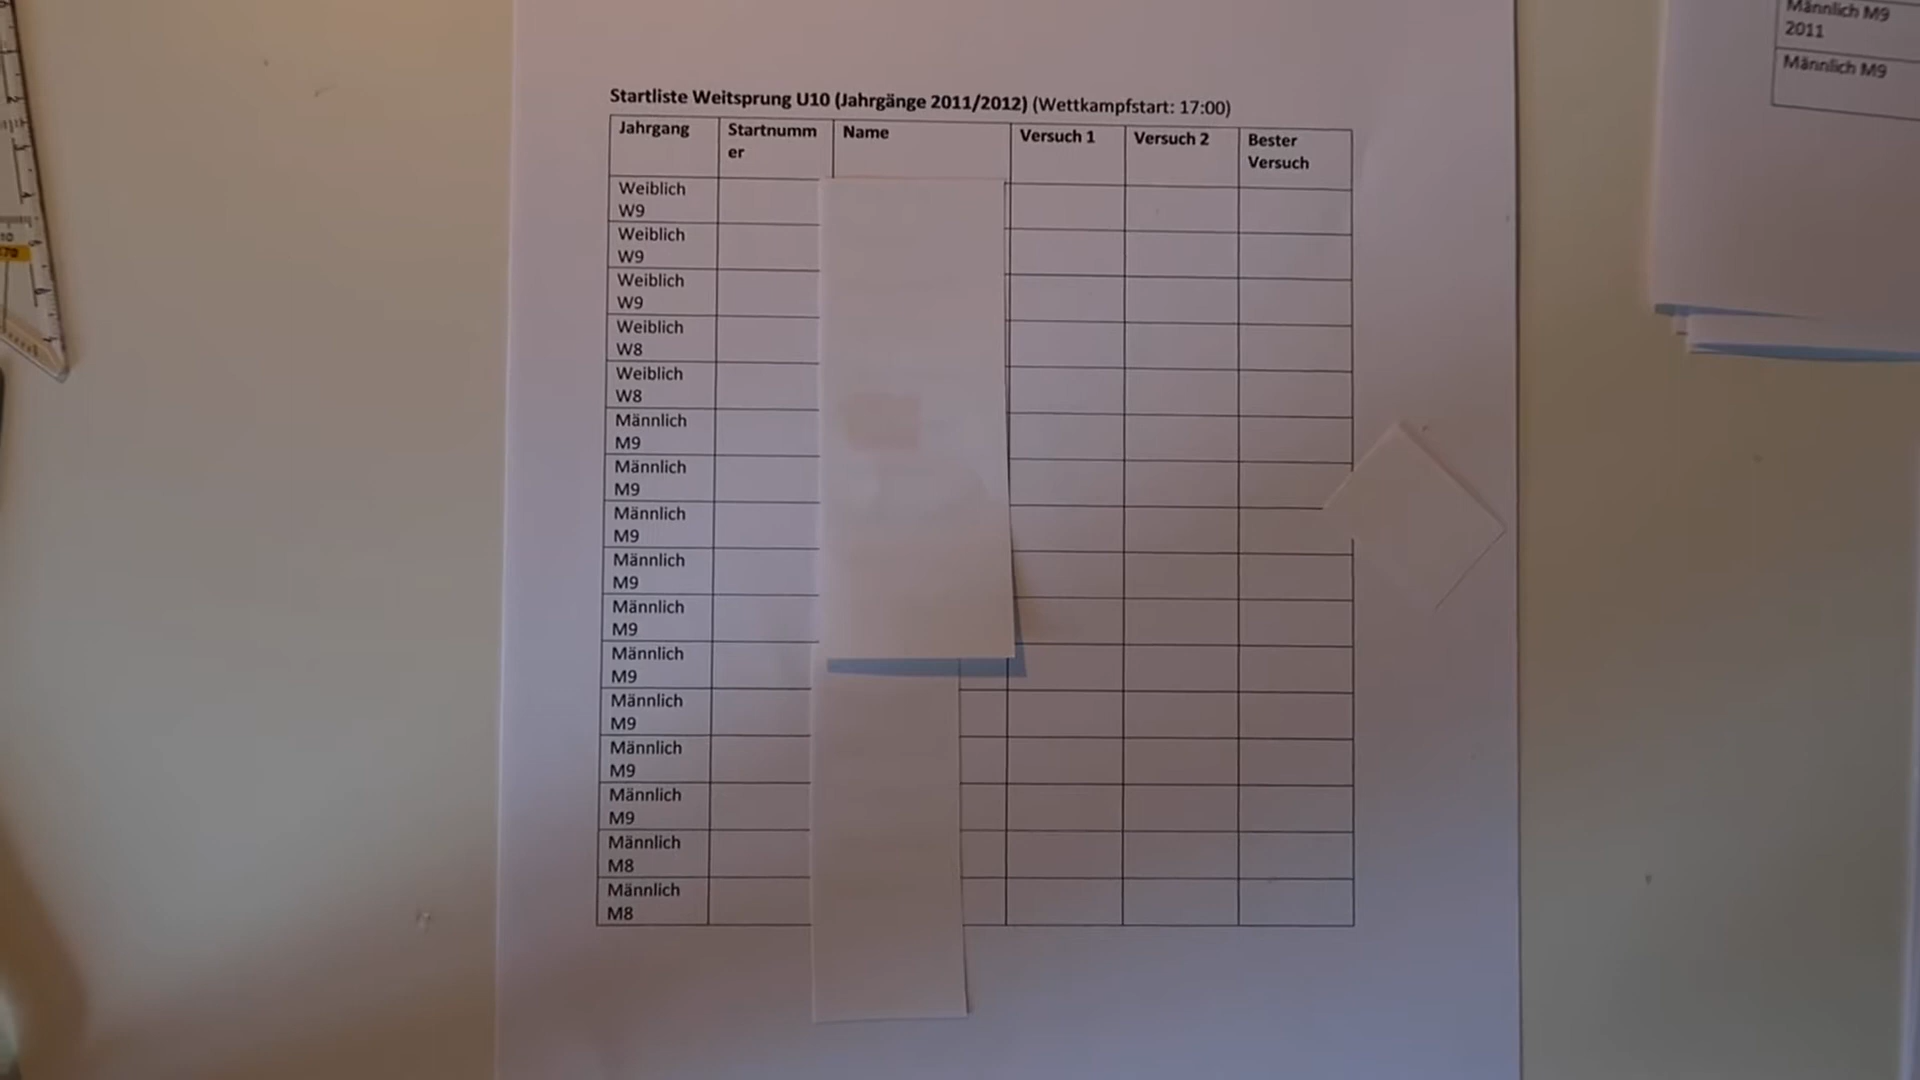 Startliste Weitsprung U10 (Jahrgänge 2011/2012) (Wettkampfstart: 17:00)
Jahrgang Startnumm Name Versuch 1 Versuch 2 Bester
er Versuch
Weiblich
W9
Weiblich
W9
Weiblich
W9
Weiblich
W8
Weiblich
W8
Männlich
M9
Männlich
M9
Männlich
M9
Männlich
M9
Männlich
M9
Männlich
M9
Männlich
M9
Männlich
M9
Männlich
M9
Männlich
M8
Männlich
M8
Männlich M9
2011
Männlich M9
10